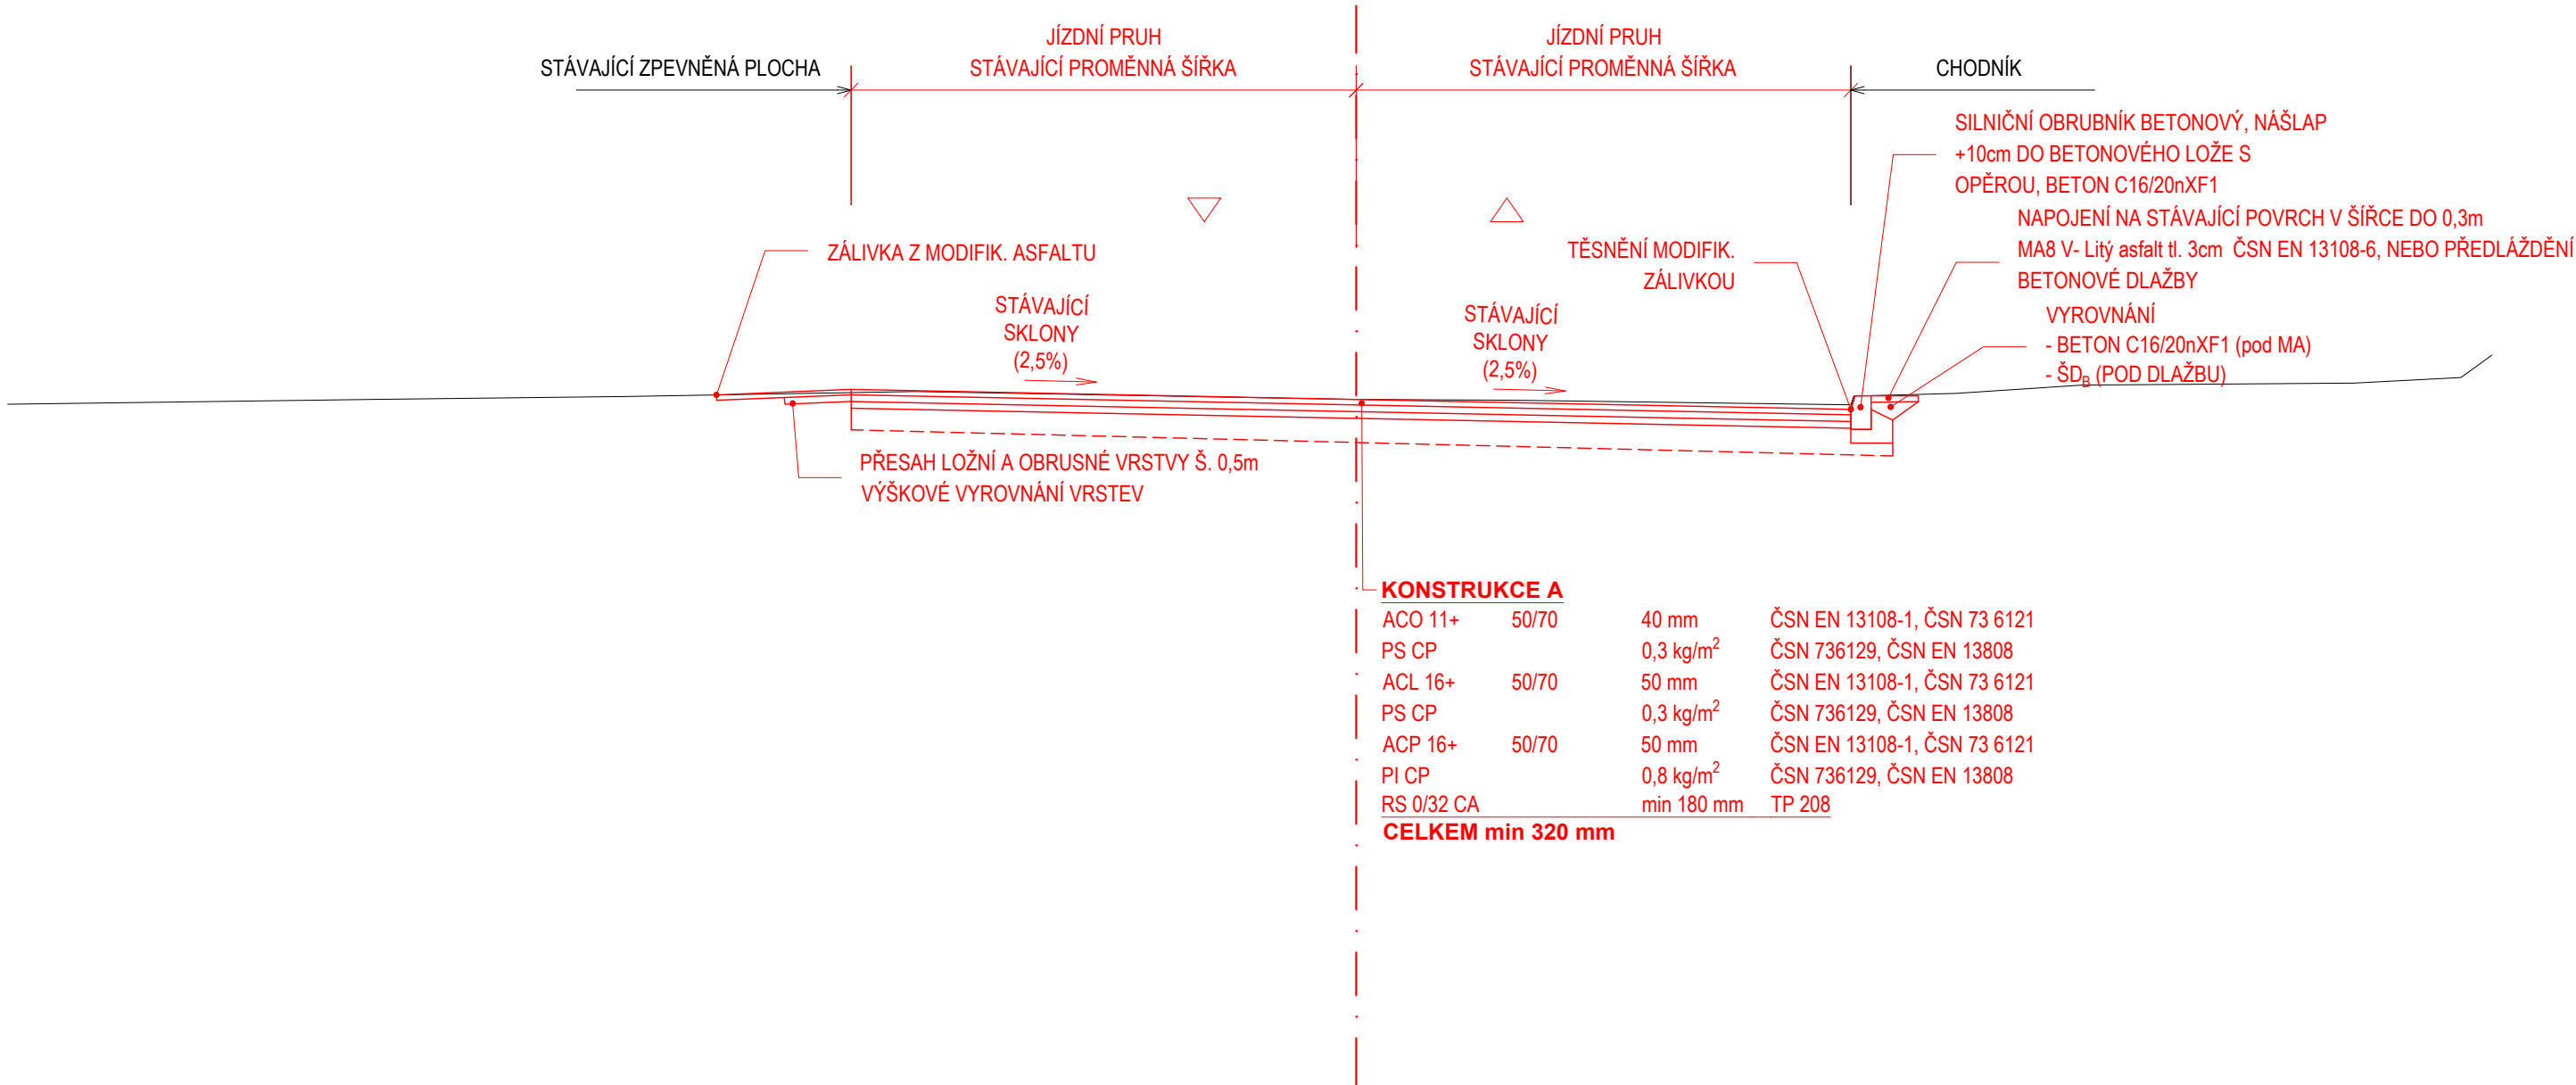 JÍZDNÍ PRUH
STÁVAJÍCÍ PROMĚNNÁ ŠÍŘKA
JÍZDNÍ PRUH
STÁVAJÍCÍ PROMĚNNÁ ŠÍŘKA
STÁVAJÍCÍ ZPEVNĚNÁ PLOCHA
CHODNÍK
SILNIČNÍ OBRUBNÍK BETONOVÝ, NÁŠLAP
+10cm DO BETONOVÉHO LOŽE S
OPĚROU, BETON C16/20nXF1
NAPOJENÍ NA STÁVAJÍCÍ POVRCH V ŠÍŘCE DO 0,3m
MA8 V- Litý asfalt tl. 3cm ČSN EN 13108-6, NEBO PŘEDLÁŽDĚNÍ
BETONOVÉ DLAŽBY
VYROVNÁNÍ
- BETON C16/20nXF1 (pod MA)
- ŠDB (POD DLAŽBU)
ZÁLIVKA Z MODIFIK. ASFALTU
TĚSNĚNÍ MODIFIK.
ZÁLIVKOU
STÁVAJÍCÍ
SKLONY
(2,5%)
STÁVAJÍCÍ
SKLONY
(2,5%)
PŘESAH LOŽNÍ A OBRUSNÉ VRSTVY Š. 0,5m
VÝŠKOVÉ VYROVNÁNÍ VRSTEV
KONSTRUKCE A
ACO 11+ 50/70 40 mm ČSN EN 13108-1, ČSN 73 6121
PS CP 0,3 kg/m² ČSN 736129, ČSN EN 13808
ACL 16+ 50/70 50 mm ČSN EN 13108-1, ČSN 73 6121
PS CP 0,3 kg/m² ČSN 736129, ČSN EN 13808
ACP 16+ 50/70 50 mm ČSN EN 13108-1, ČSN 73 6121
PI CP 0,8 kg/m² ČSN 736129, ČSN EN 13808
RS 0/32 CA min 180 mm TP 208
CELKEM min 320 mm